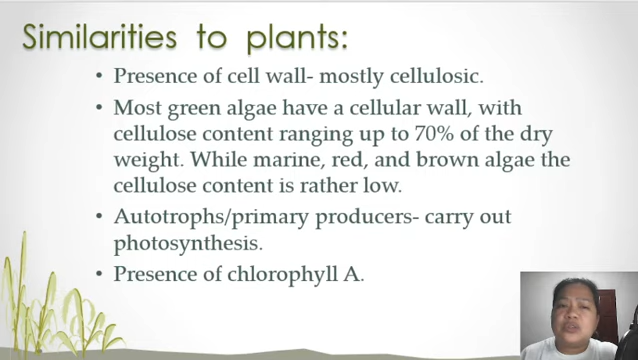 Similarities to plants:
• Presence of cell wall- mostly cellulosic.
• Most green algae have a cellular wall, with
cellulose content ranging up to 70% of the dry
weight. While marine, red, and brown algae the
cellulose content is rather low.
• Autotrophs/primary producers- carry out
photosynthesis.
• Presence of chlorophyll A.